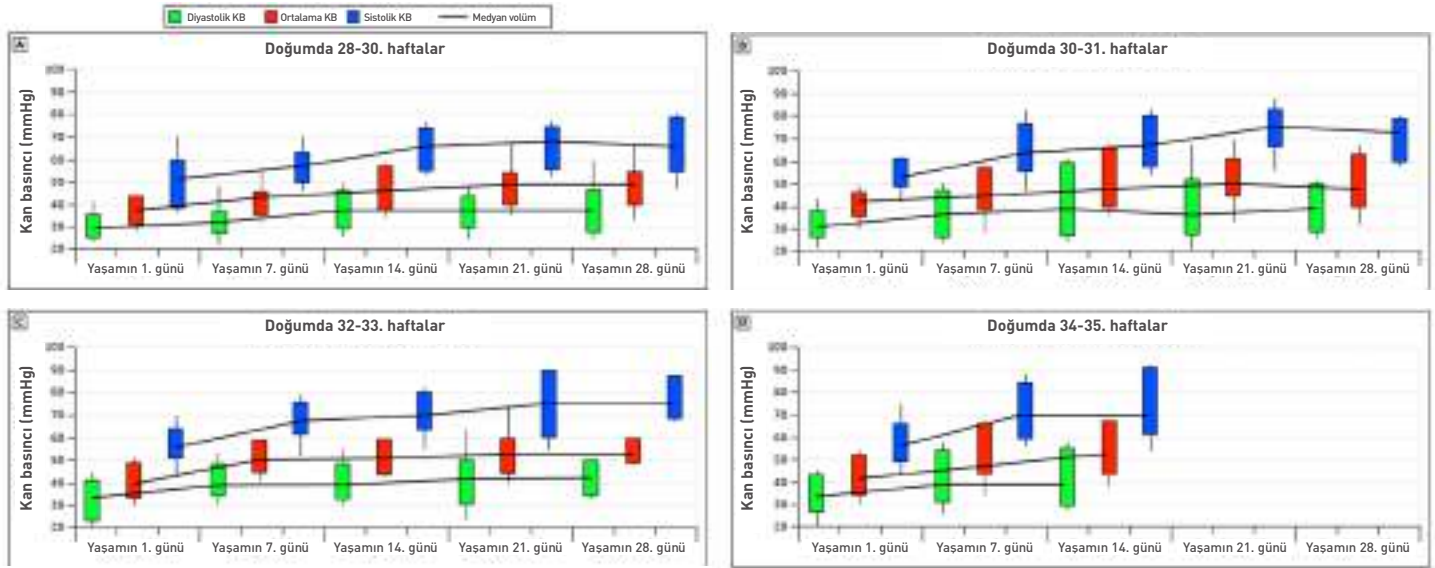 Diyastolik KB Ortalama KB Sistolik KB Medyan volüm
A
Doğumda 28-30. haftalar
Kan basıncı (mmHg)
100
90
80
70
60
50
40
30
20
Yaşamın 1. günü Yaşamın 7. günü Yaşamın 14. günü Yaşamın 21. günü Yaşamın 28. günü
B
Doğumda 30-31. haftalar
Kan basıncı (mmHg)
100
90
80
70
60
50
40
30
20
Yaşamın 1. günü Yaşamın 7. günü Yaşamın 14. günü Yaşamın 21. günü Yaşamın 28. günü
C
Doğumda 32-33. haftalar
Kan basıncı (mmHg)
100
90
80
70
60
50
40
30
20
Yaşamın 1. günü Yaşamın 7. günü Yaşamın 14. günü Yaşamın 21. günü Yaşamın 28. günü
D
Doğumda 34-35. haftalar
Kan basıncı (mmHg)
100
90
80
70
60
50
40
30
20
Yaşamın 1. günü Yaşamın 7. günü Yaşamın 14. günü Yaşamın 21. günü Yaşamın 28. günü